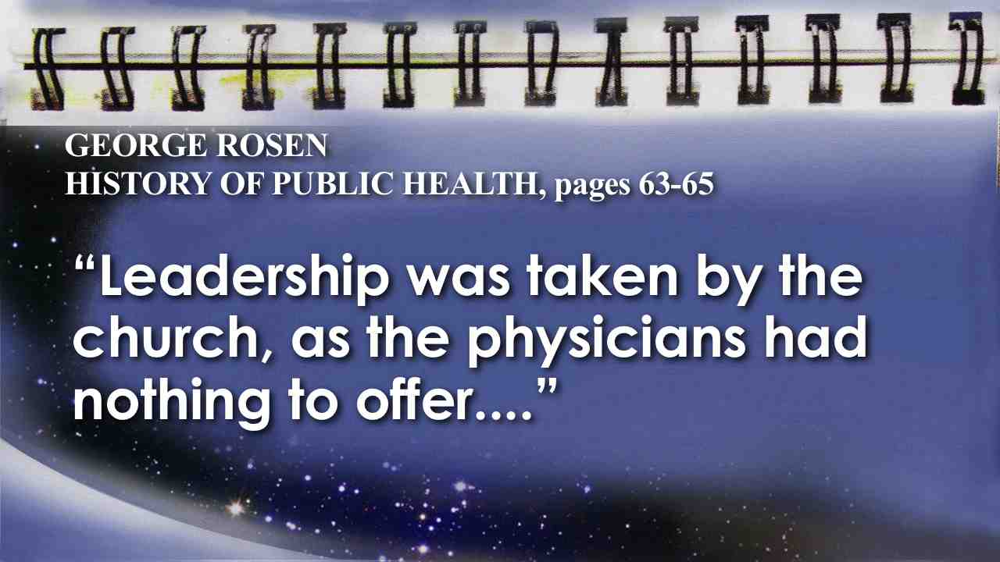 GEORGE ROSEN
HISTORY OF PUBLIC HEALTH, pages 63-65
“Leadership was taken by the
church, as the physicians had
nothing to offer....”